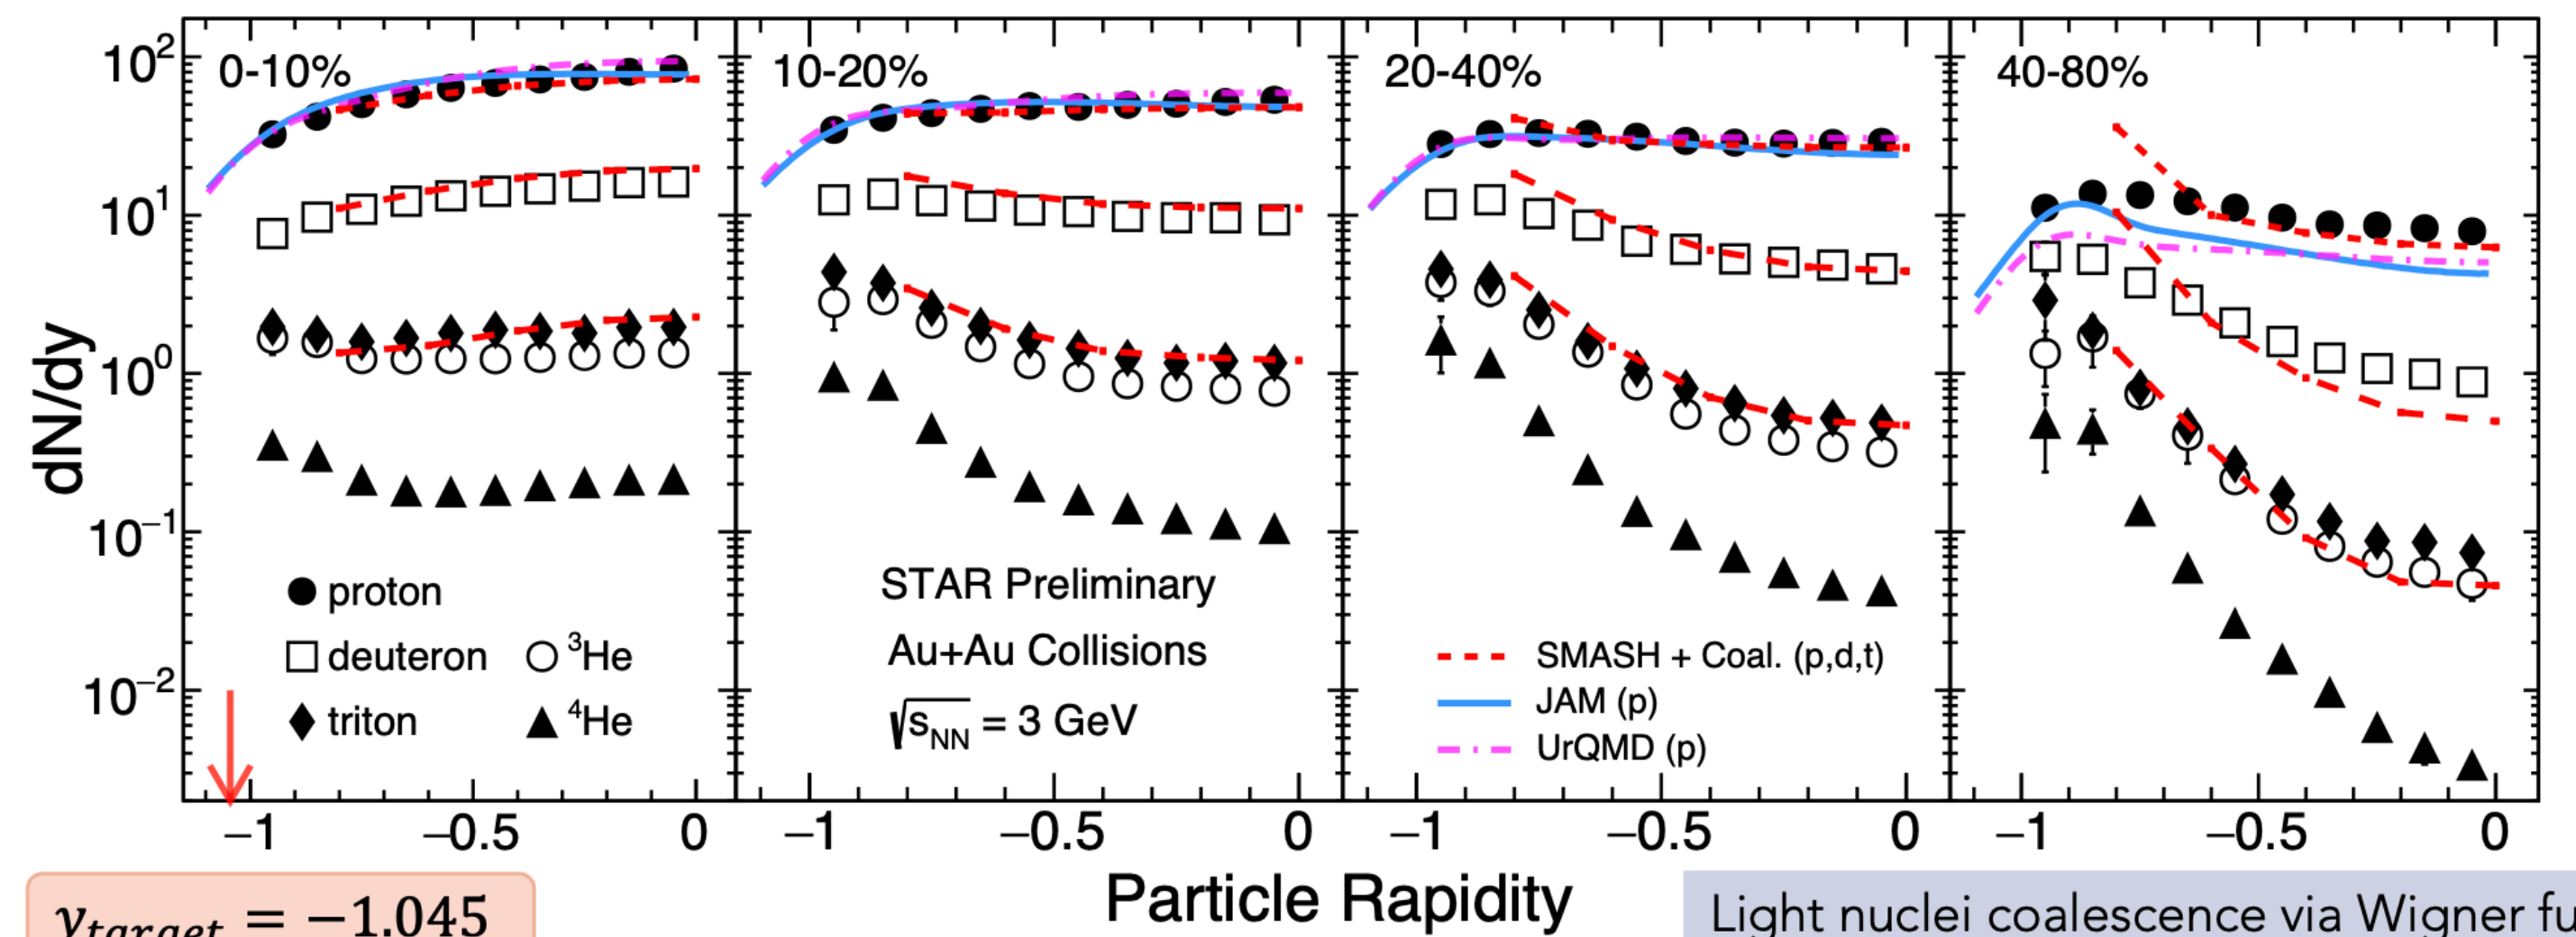 dN/dy
10²
10¹
10⁰
10⁻¹
10⁻²
0-10%
10-20%
20-40%
40-80%
proton
deuteron
³He
triton
⁴He
STAR Preliminary
Au+Au Collisions
√sNN = 3 GeV
SMASH + Coal. (p,d,t)
JAM (p)
UrQMD (p)
−1 −0.5 0
−1 −0.5 0
−1 −0.5 0
−1 −0.5 0
Particle Rapidity
y_target = −1.045
Light nuclei coalescence via Wigner